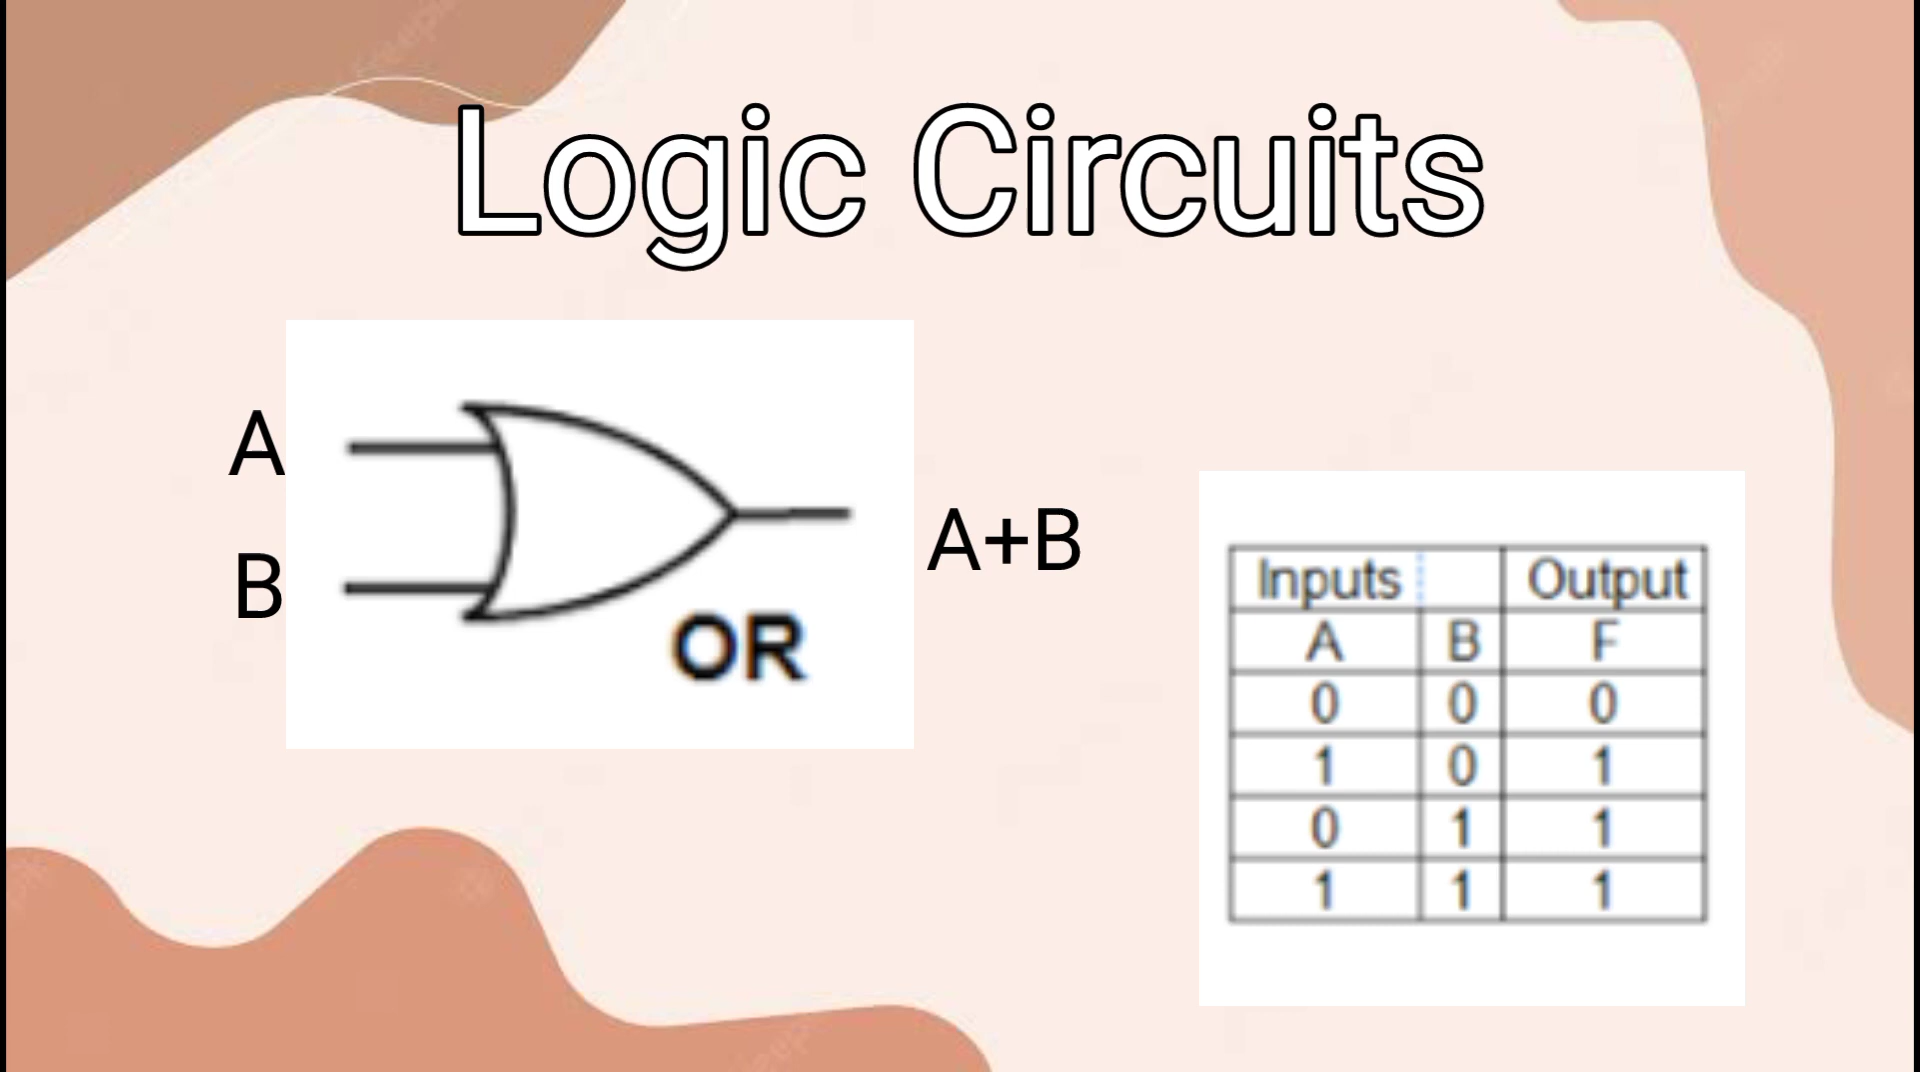 Logic Circuits
A
B
A+B
OR
Inputs Output
A B F
0 0 0
1 0 1
0 1 1
1 1 1